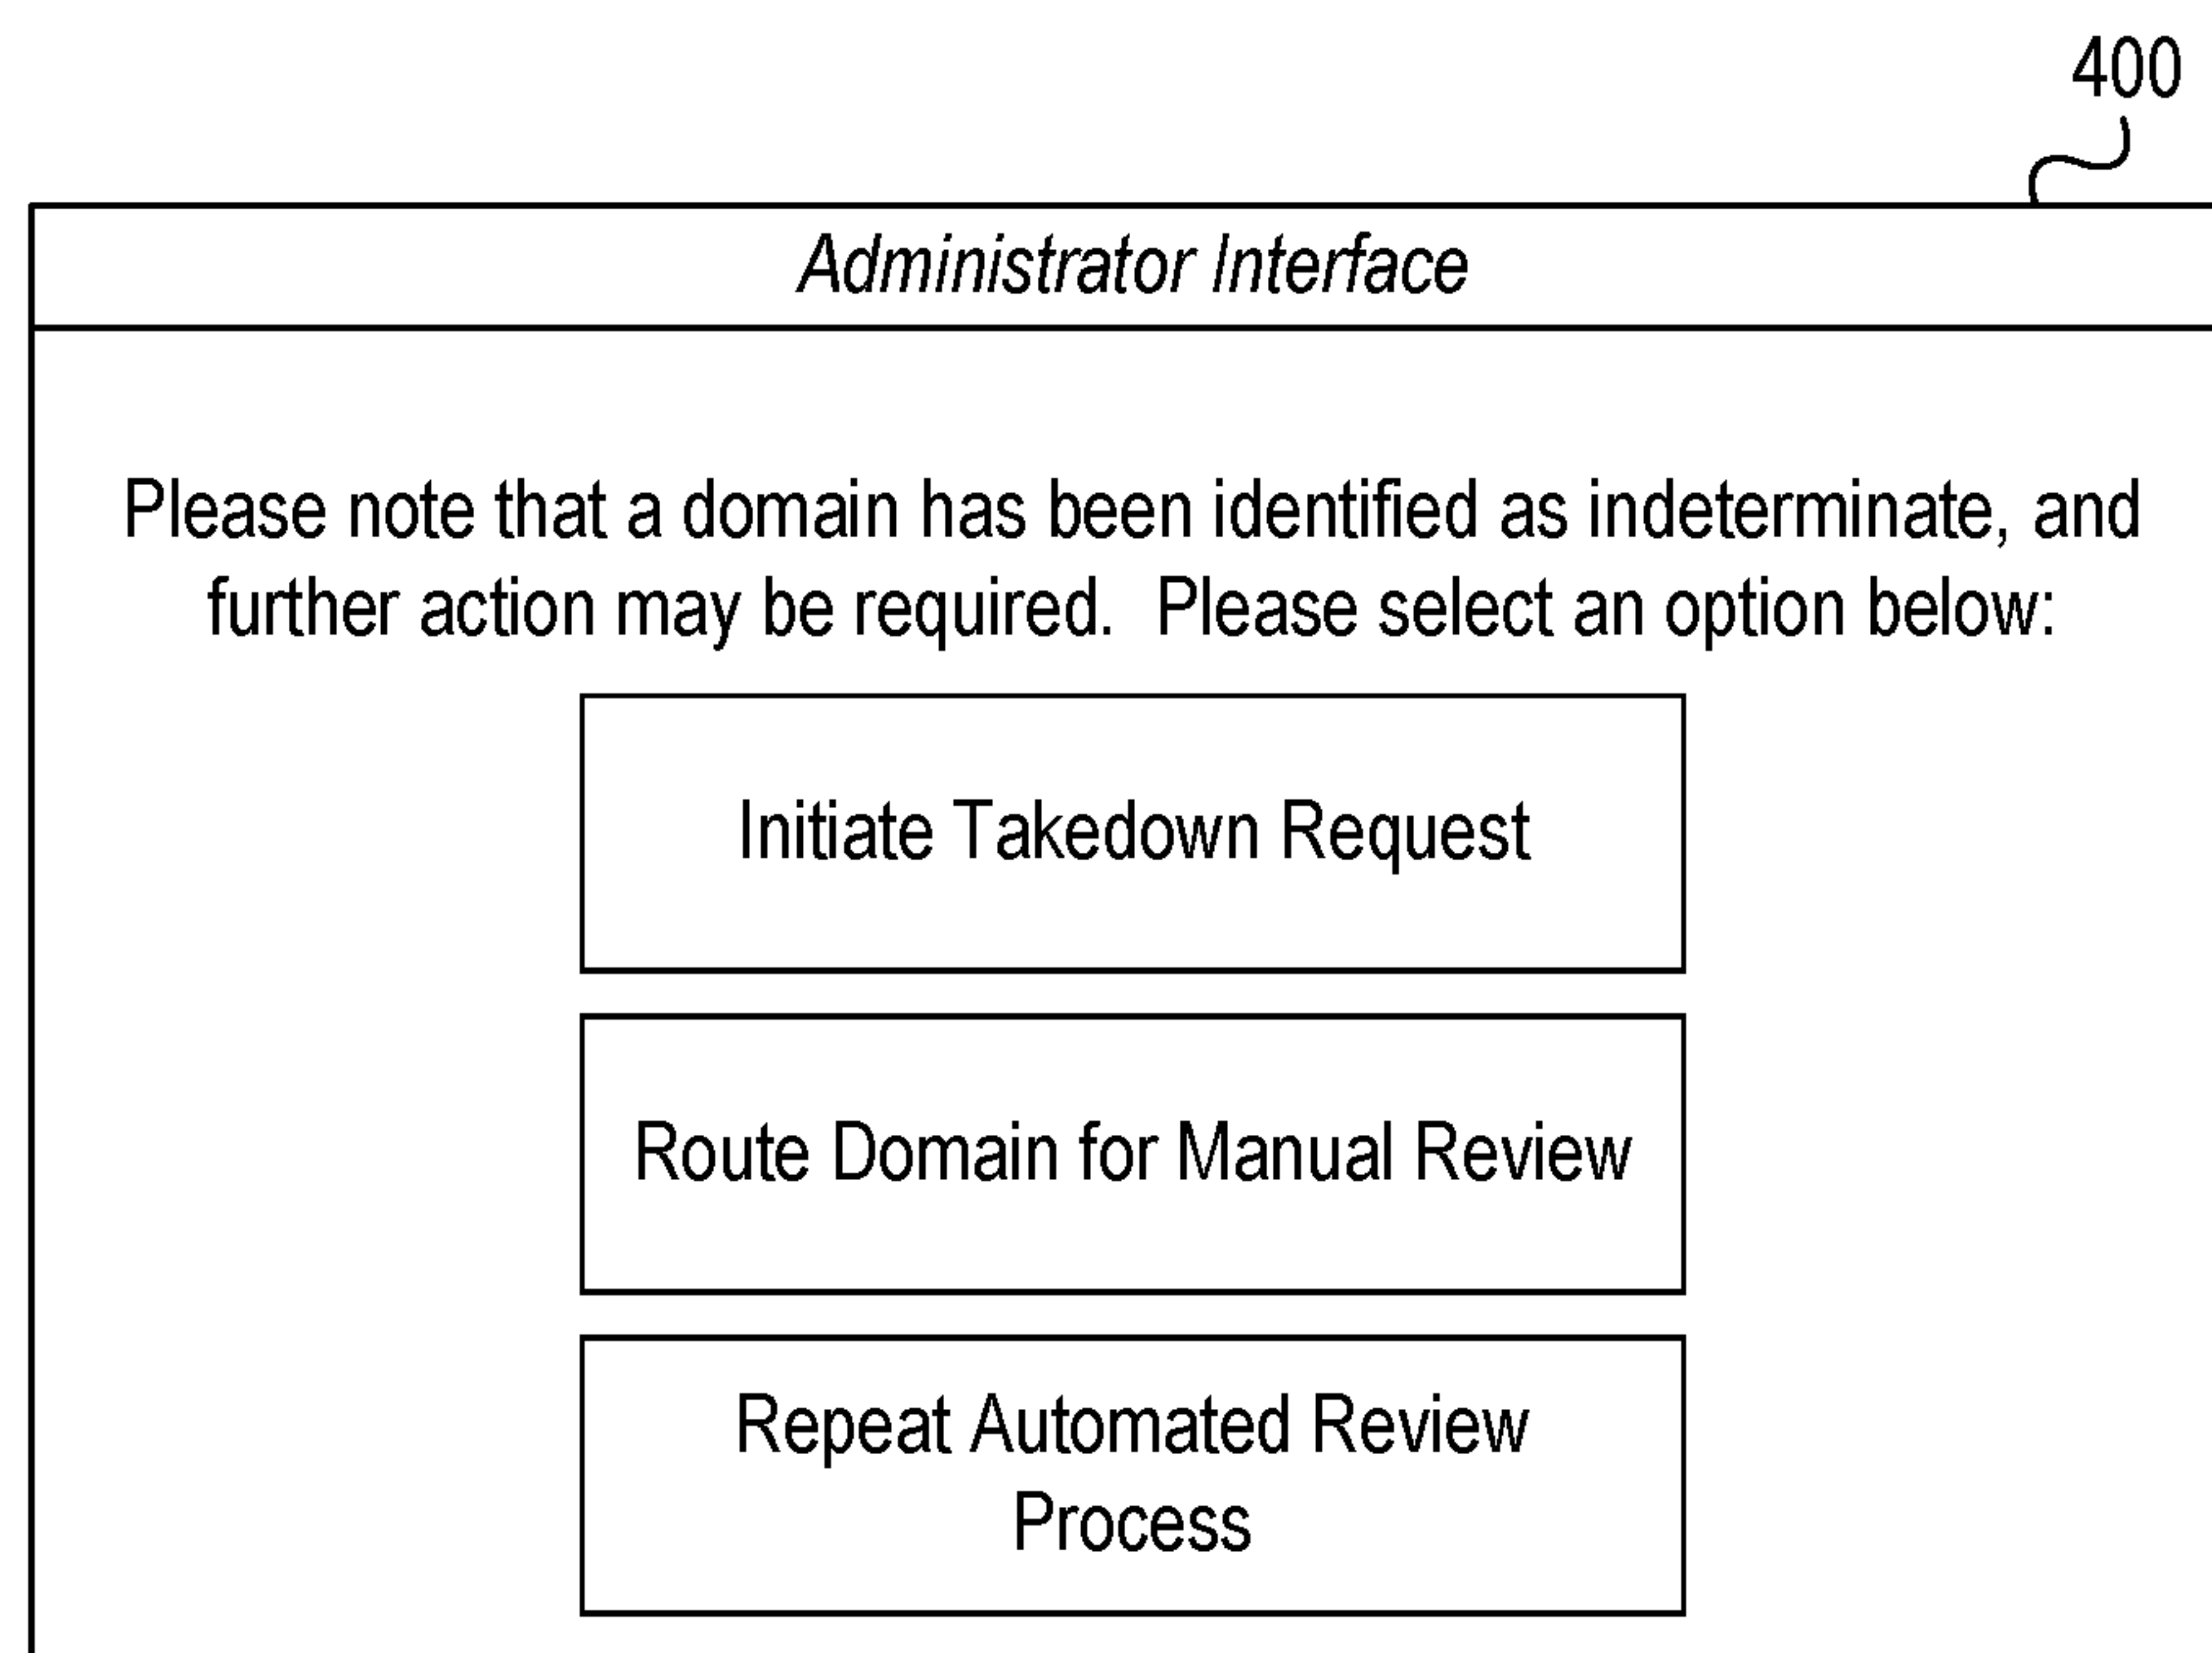 400
Administrator Interface
Please note that a domain has been identified as indeterminate, and
further action may be required.  Please select an option below:
Initiate Takedown Request
Route Domain for Manual Review
Repeat Automated Review
Process